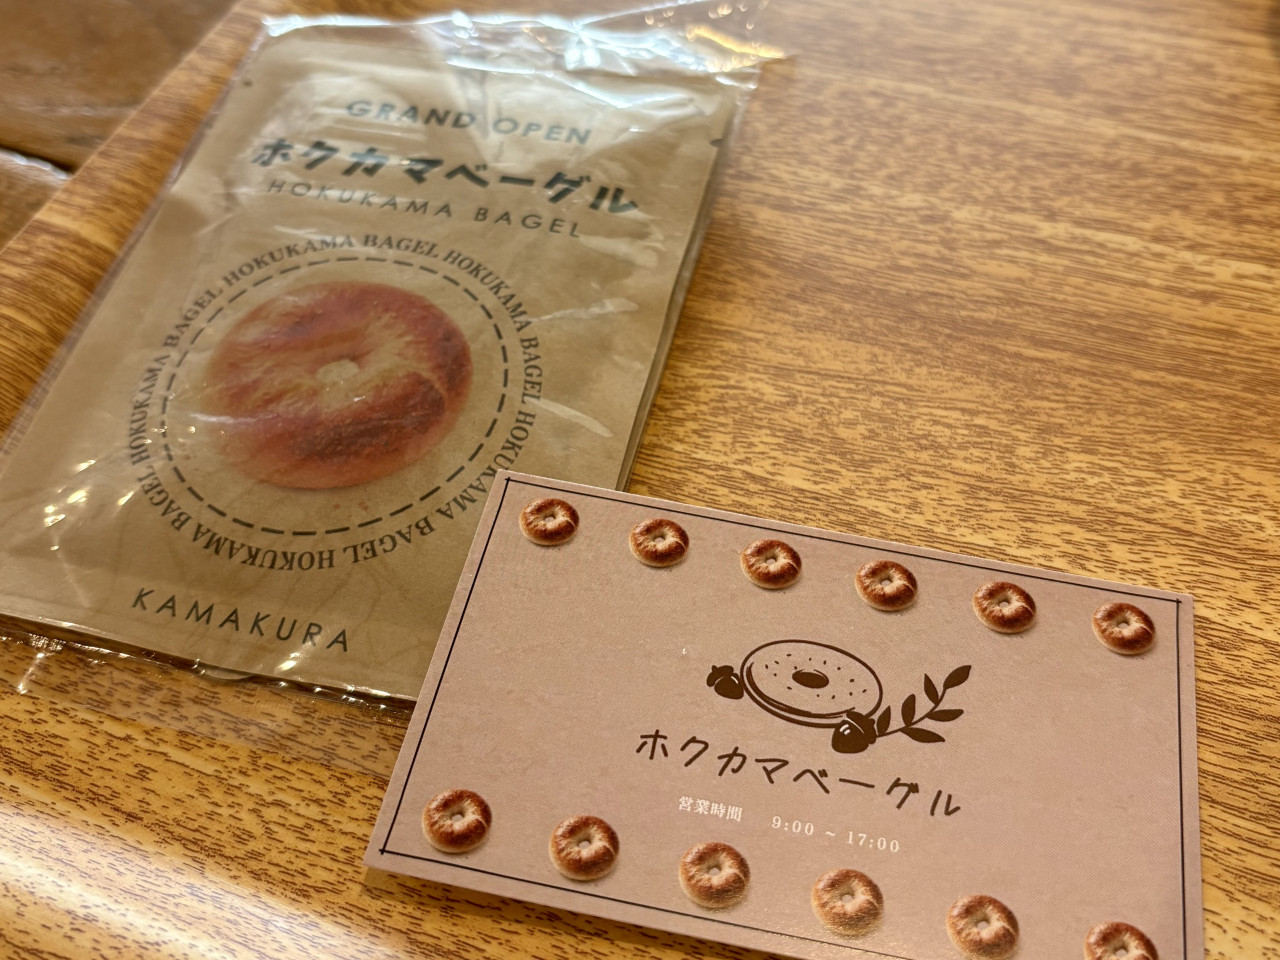 GRAND OPEN
ホクカマベーグル
HOKUKAMA BAGEL
HOKUKAMA BAGEL HOKUKAMA BAGEL HOKUKAMA BAGEL HOKUKAMA BAGEL HOKUKAMA BAGEL HOKUKAMA BAGEL
KAMAKURA
ホクカマベーグル
営業時間 9:00 ~ 17:00